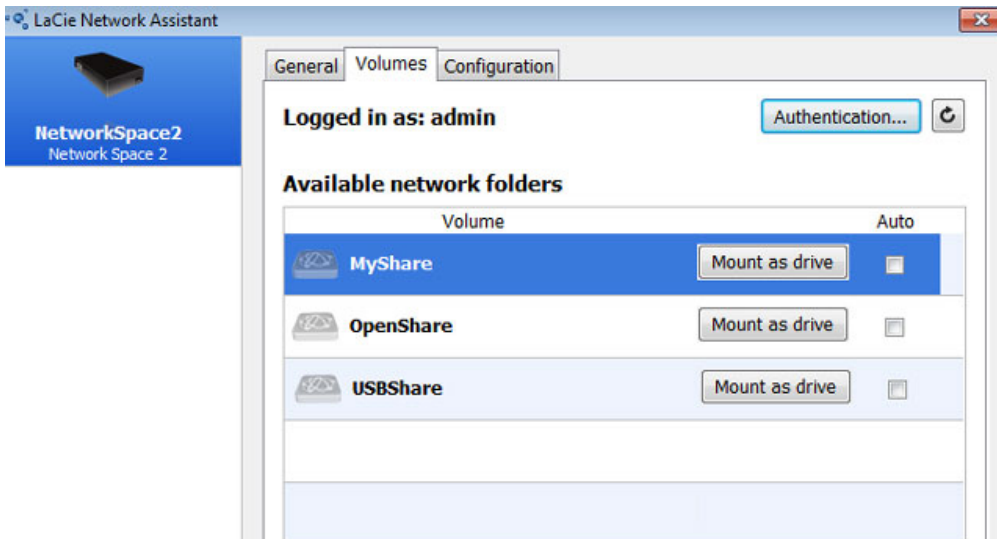 LaCie Network Assistant
NetworkSpace2
Network Space 2
General Volumes Configuration
Logged in as: admin Authentication...
Available network folders
Volume Auto
MyShare Mount as drive
OpenShare Mount as drive
USBShare Mount as drive